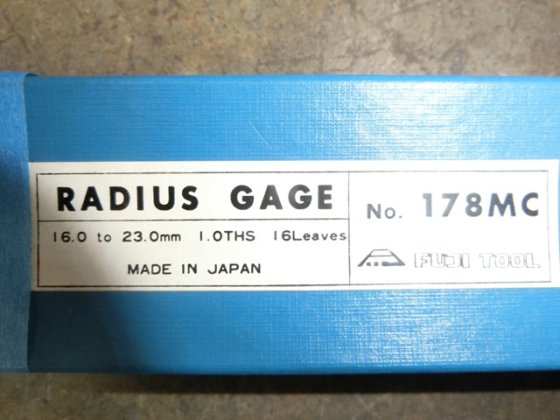 RADIUS GAGE
16.0 to 23.0mm 1.0THS 16Leaves
MADE IN JAPAN
No. 178MC
FUJI TOOL